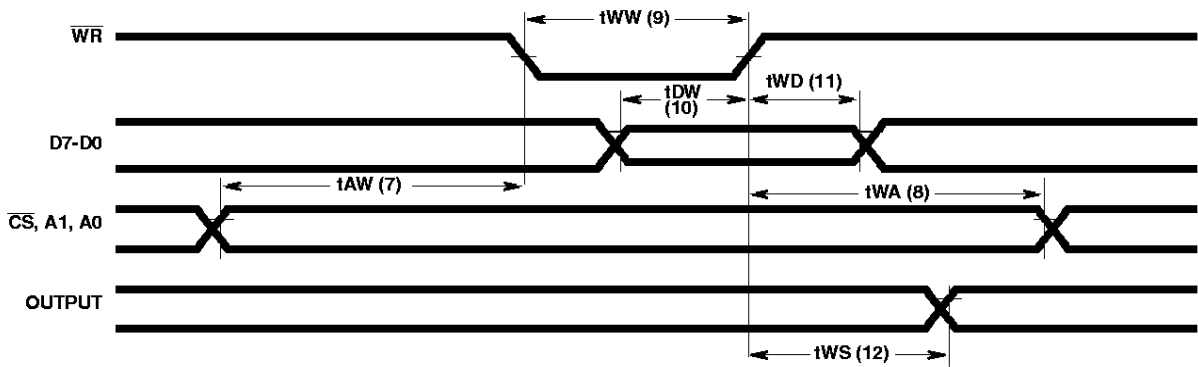 tWW (9)
WR
tDW
(10)
tWD (11)
D7-D0
tAW (7)
tWA (8)
CS, A1, A0
OUTPUT
tWS (12)